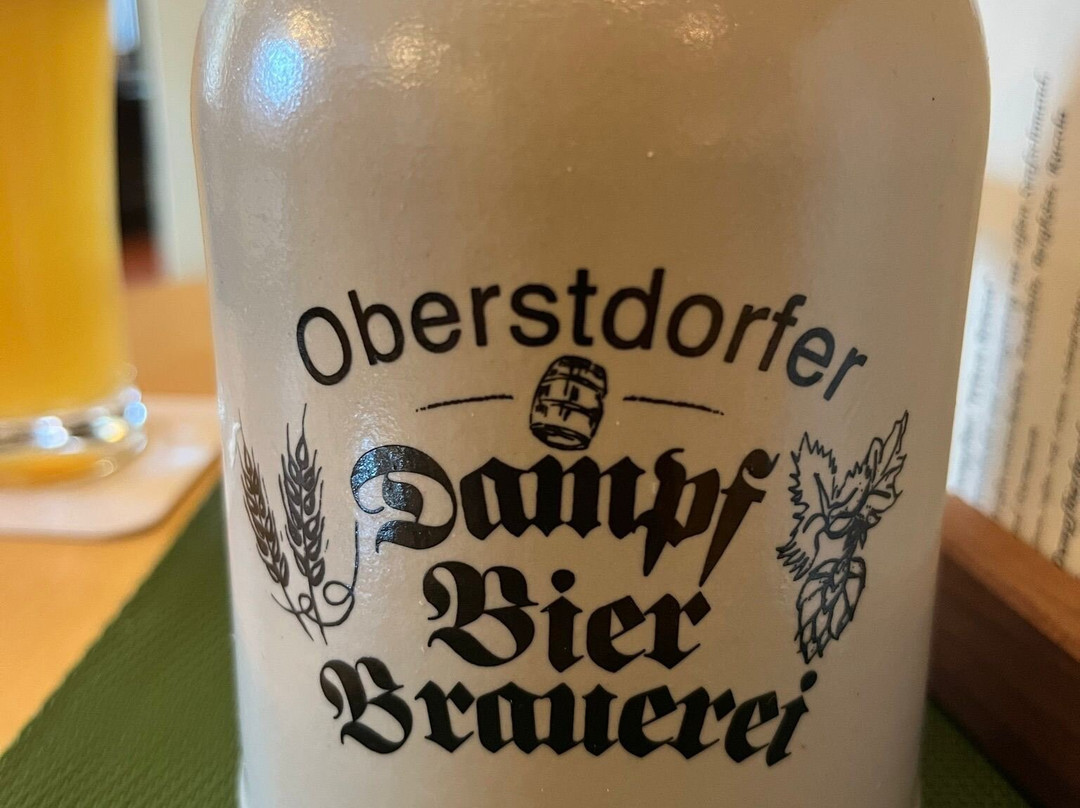 Oberstdorfer
Dampf
Bier
Brauerei